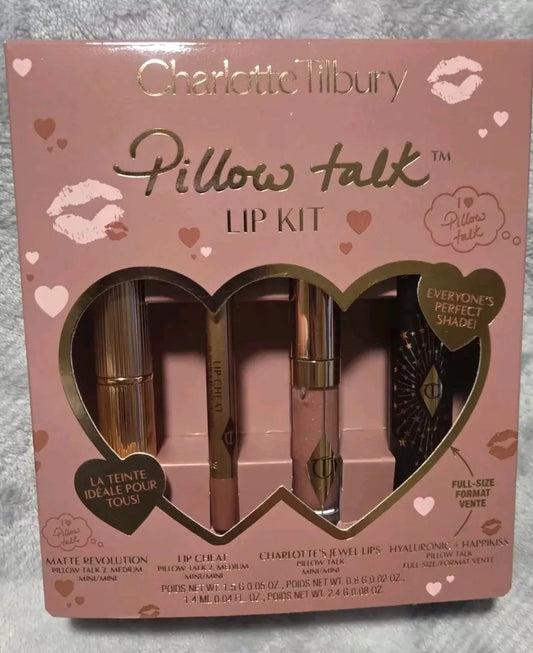 Charlotte Tilbury
Pillow talk™
LIP KIT
I ♥
Pillow
talk
EVERYONE'S
PERFECT
SHADE!
LIP CHEAT
CT
CT
CT
LA TEINTE
IDÉALE POUR
TOUS!
FULL-SIZE
FORMAT
VENTE
I ♥
Pillow
talk
MATTE REVOLUTION
PILLOW TALK 2. MEDIUM
MINI/MINI
LIP CHEAT
PILLOW TALK 2. MEDIUM
MINI/MINI
CHARLOTTE'S JEWEL LIPS
PILLOW TALK
MINI/MINI
HYALURONIC + HAPPIKISS
PILLOW TALK
FULL-SIZE/FORMAT VENTE
POIDS NET WT. 1.5 G 0.05 OZ., POIDS NET WT. 0.8 G 0.02 OZ.,
1.4 ML 0.04 FL. OZ., POIDS NET WT. 2.4 G 0.08 OZ.